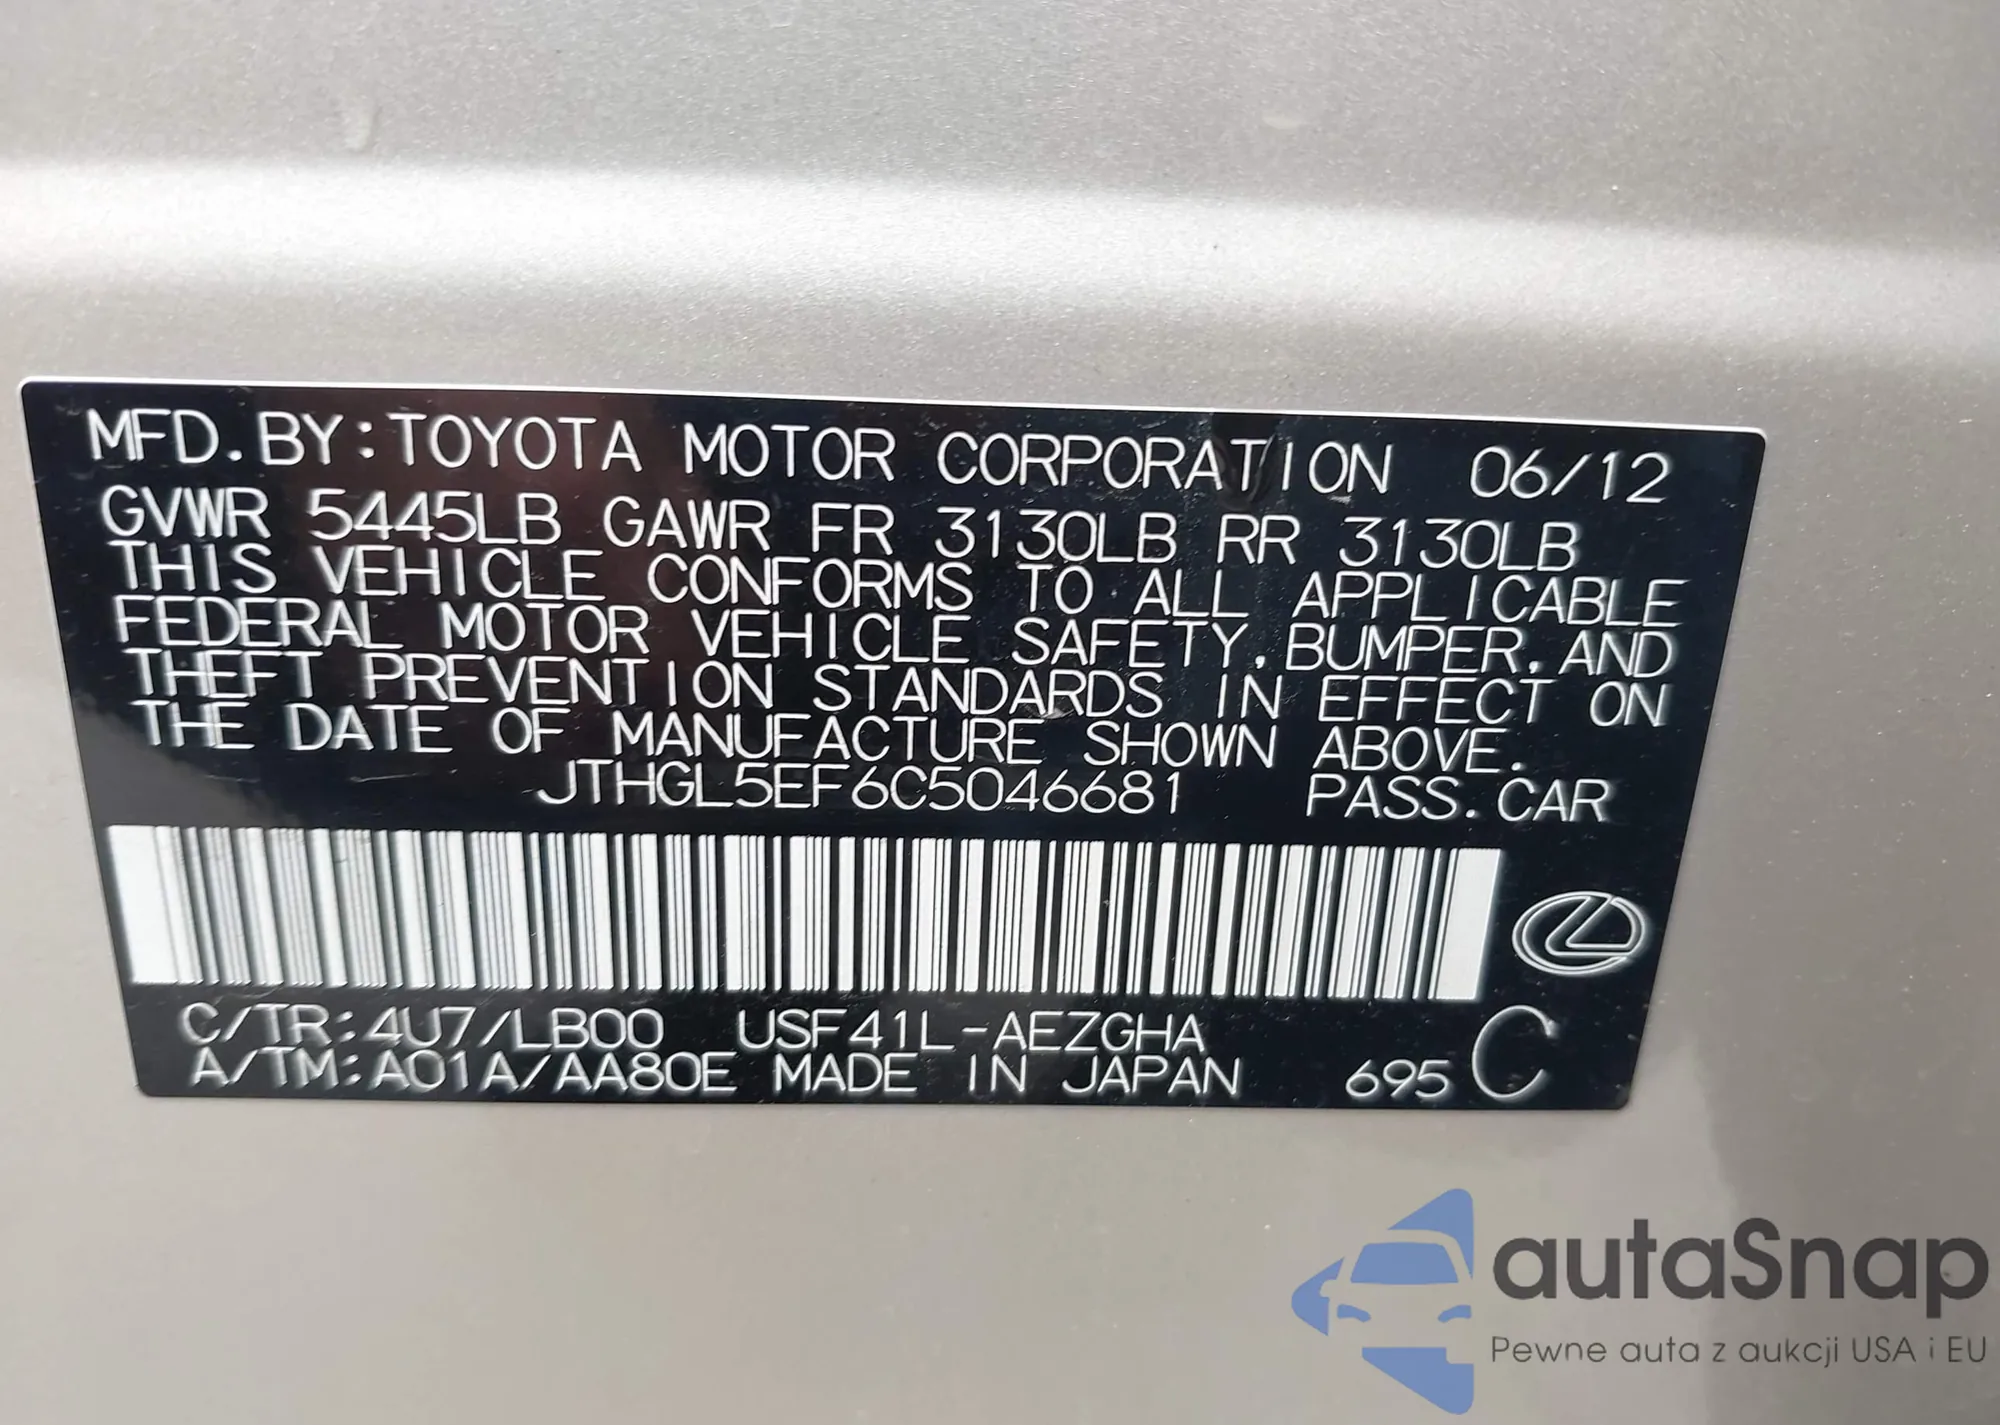 MFD. BY: TOYOTA MOTOR CORPORATION 06/12
GVWR 5445LB GAWR FR 3130LB RR 3130LB
THIS VEHICLE CONFORMS TO ALL APPLICABLE
FEDERAL MOTOR VEHICLE SAFETY, BUMPER, AND
THEFT PREVENTION STANDARDS IN EFFECT ON
THE DATE OF MANUFACTURE SHOWN ABOVE.
JTHGL5EF6C5046681 PASS. CAR
C/TR: 4U7/LB00 USF41L-AEZGHA
A/TM: A01A/AA80E MADE IN JAPAN 695 C
autaSnap
Pewne auta z aukcji USA i EU